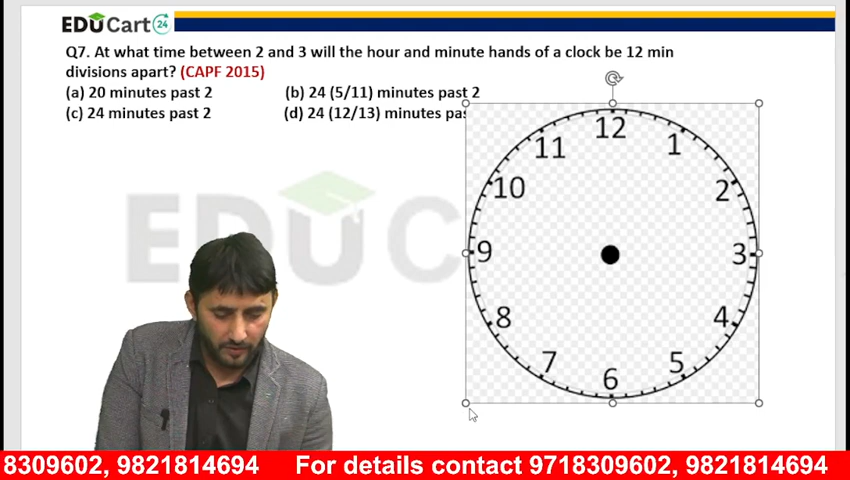 EDUCart 24
Q7. At what time between 2 and 3 will the hour and minute hands of a clock be 12 min
divisions apart? (CAPF 2015)
(a) 20 minutes past 2 (b) 24 (5/11) minutes past 2
(c) 24 minutes past 2 (d) 24 (12/13) minutes pas
12
11 1
10 2
9 3
8 4
7 5
6
EDUC
8309602, 9821814694 For details contact 9718309602, 9821814694